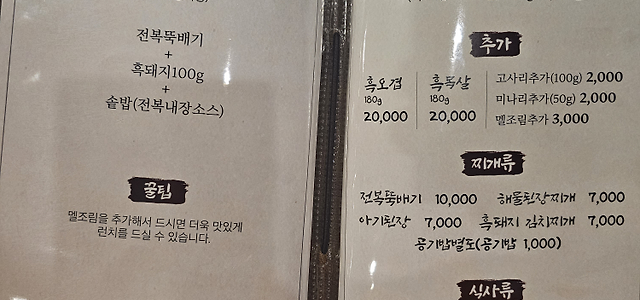 전복뚝배기
+
흑돼지100g
+
솥밥(전복내장소스)
꿀팁
멜조림을 추가해서 드시면 더욱 맛있게
런치를 드실 수 있습니다.
추가
흑오겹 흑목살
180g 180g
20,000 20,000
고사리추가(100g) 2,000
미나리추가(50g) 2,000
멜조림추가 3,000
찌개류
전복뚝배기 10,000 해물된장찌개 7,000
아기된장 7,000 흑돼지 김치찌개 7,000
공기밥별도(공기밥 1,000)
식사류